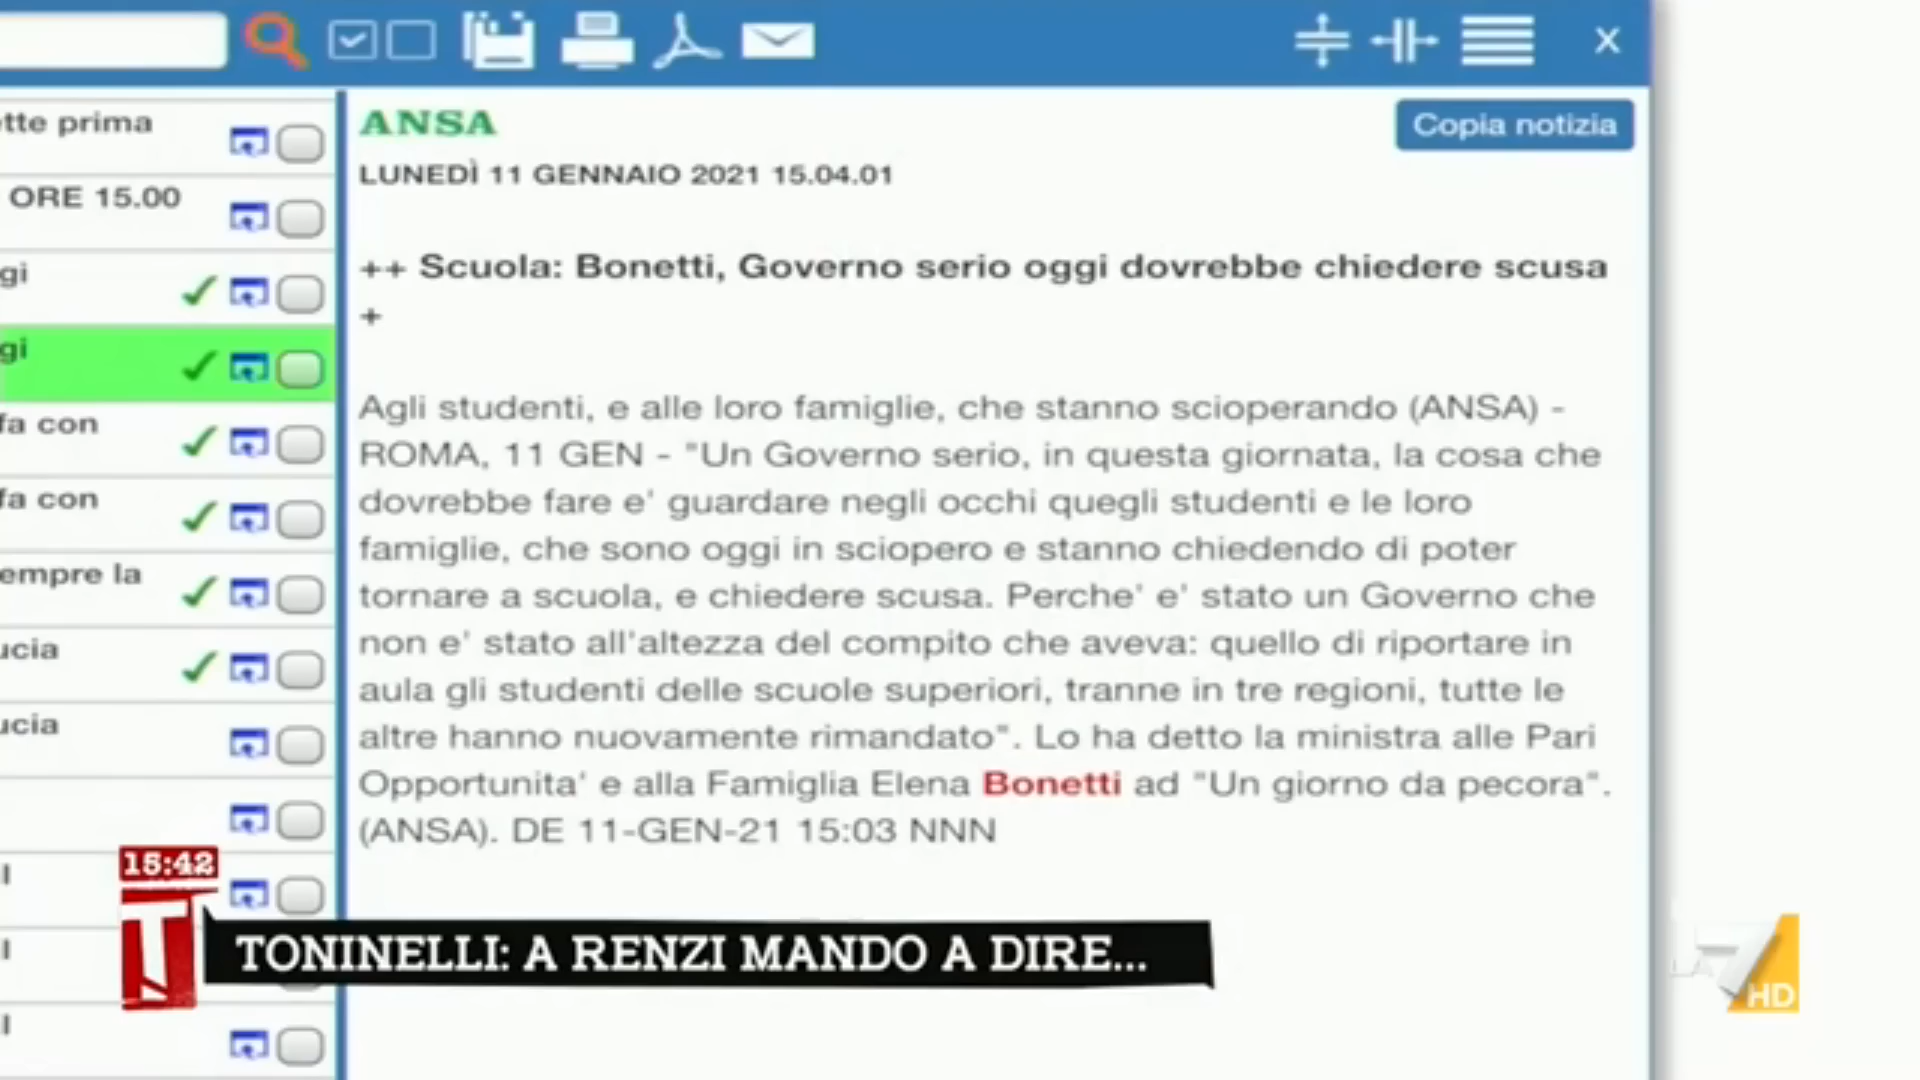 tte prima
ORE 15.00
gi
gi
fa con
fa con
empre la
ucia
ucia
ANSA
Copia notizia
LUNEDÌ 11 GENNAIO 2021 15.04.01
++ Scuola: Bonetti, Governo serio oggi dovrebbe chiedere scusa
+
Agli studenti, e alle loro famiglie, che stanno scioperando (ANSA) -
ROMA, 11 GEN - "Un Governo serio, in questa giornata, la cosa che
dovrebbe fare e' guardare negli occhi quegli studenti e le loro
famiglie, che sono oggi in sciopero e stanno chiedendo di poter
tornare a scuola, e chiedere scusa. Perche' e' stato un Governo che
non e' stato all'altezza del compito che aveva: quello di riportare in
aula gli studenti delle scuole superiori, tranne in tre regioni, tutte le
altre hanno nuovamente rimandato". Lo ha detto la ministra alle Pari
Opportunita' e alla Famiglia Elena Bonetti ad "Un giorno da pecora".
(ANSA). DE 11-GEN-21 15:03 NNN
15:42
T
TONINELLI: A RENZI MANDO A DIRE...
LA7
HD